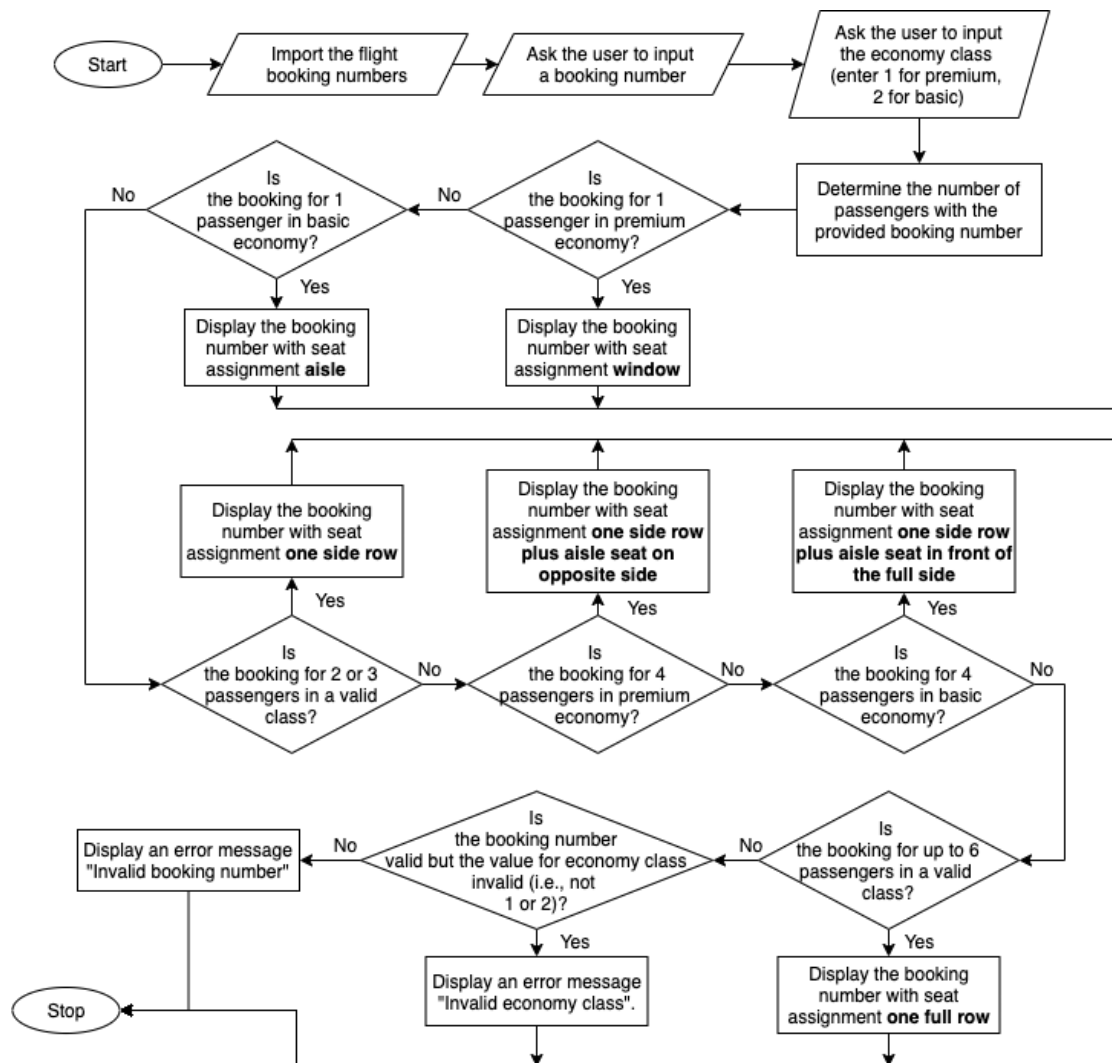 Start
Import the flight
booking numbers
Ask the user to input
a booking number
Ask the user to input
the economy class
(enter 1 for premium,
2 for basic)
Determine the number of
passengers with the
provided booking number
Is
the booking for 1
passenger in premium
economy?
No
Yes
Display the booking
number with seat
assignment window
Is
the booking for 1
passenger in basic
economy?
No
Yes
Display the booking
number with seat
assignment aisle
Is
the booking for 2 or 3
passengers in a valid
class?
Yes
Display the booking
number with seat
assignment one side row
No
Is
the booking for 4
passengers in premium
economy?
Yes
Display the booking
number with seat
assignment one side row
plus aisle seat on
opposite side
No
Is
the booking for 4
passengers in basic
economy?
Yes
Display the booking
number with seat
assignment one side row
plus aisle seat in front of
the full side
No
Is
the booking for up to 6
passengers in a valid
class?
Yes
Display the booking
number with seat
assignment one full row
No
Is
the booking number
valid but the value for economy class
invalid (i.e., not
1 or 2)?
Yes
Display an error message
"Invalid economy class".
No
Display an error message
"Invalid booking number"
Stop